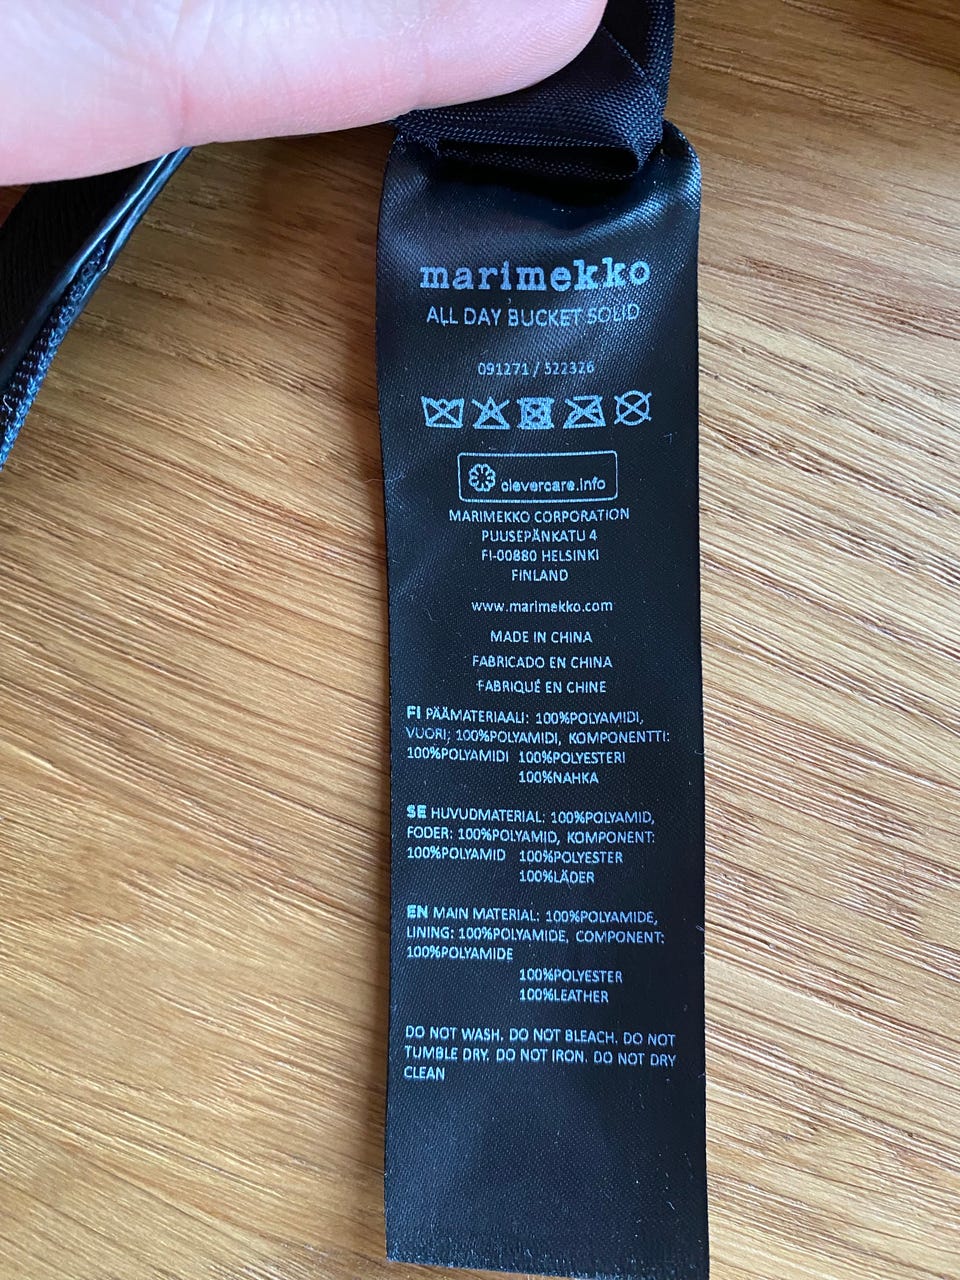 marimekko
ALL DAY BUCKET SOLID
091271 / 522326
clevercare.info
MARIMEKKO CORPORATION
PUUSEPÄNKATU 4
FI-00880 HELSINKI
FINLAND
www.marimekko.com
MADE IN CHINA
FABRICADO EN CHINA
FABRIQUÉ EN CHINE
FI PÄÄMATERIAALI: 100%POLYAMIDI,
VUORI; 100%POLYAMIDI, KOMPONENTTI:
100%POLYAMIDI 100%POLYESTERI
100%NAHKA
SE HUVUDMATERIAL: 100%POLYAMID,
FODER: 100%POLYAMID, KOMPONENT:
100%POLYAMID 100%POLYESTER
100%LÄDER
EN MAIN MATERIAL: 100%POLYAMIDE,
LINING: 100%POLYAMIDE, COMPONENT:
100%POLYAMIDE
100%POLYESTER
100%LEATHER
DO NOT WASH. DO NOT BLEACH. DO NOT
TUMBLE DRY. DO NOT IRON. DO NOT DRY
CLEAN